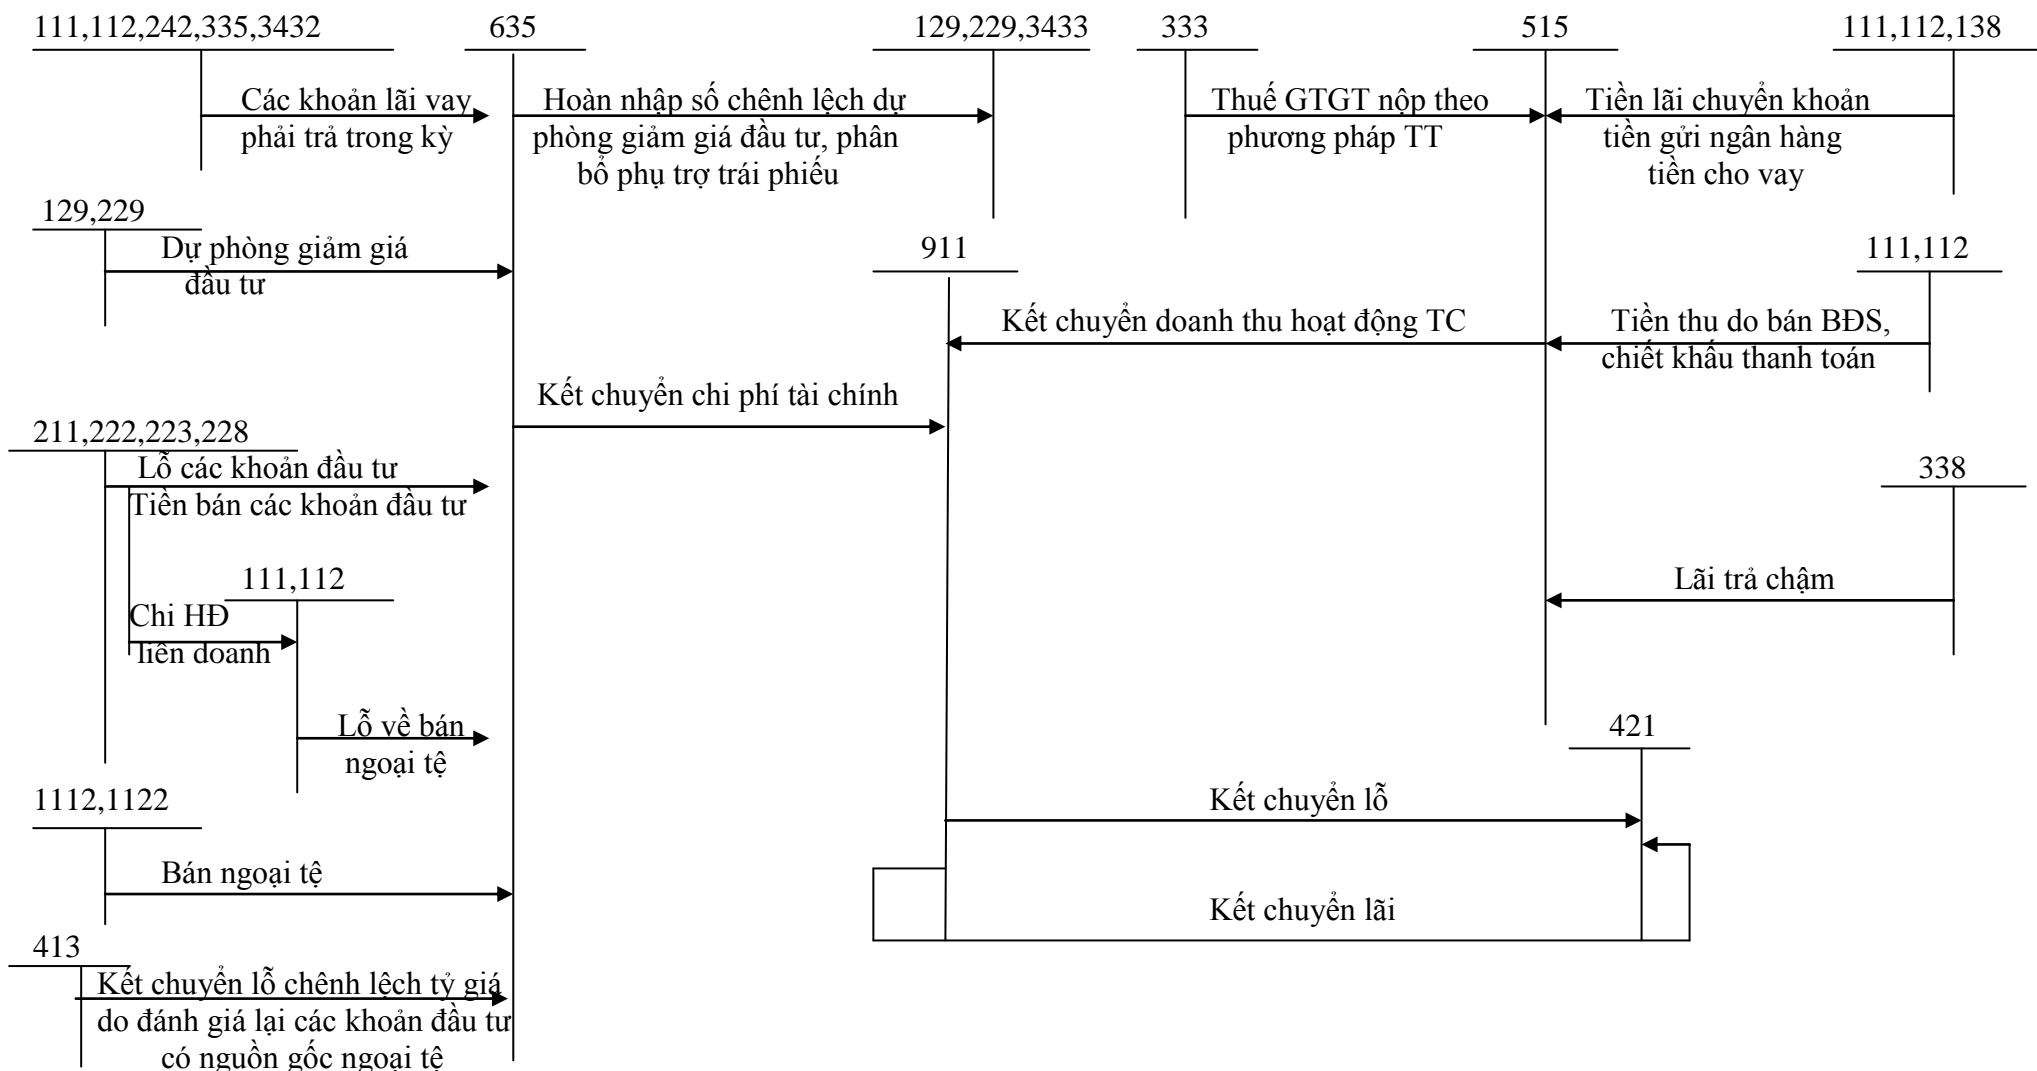 111,112,242,335,3432
635
129,229,3433
333
515
111,112,138
Các khoản lãi vay
phải trả trong kỳ
Hoàn nhập số chênh lệch dự
phòng giảm giá đầu tư, phân
bổ phụ trợ trái phiếu
Thuế GTGT nộp theo
phương pháp TT
Tiền lãi chuyển khoản
tiền gửi ngân hàng
tiền cho vay
129,229
Dự phòng giảm giá
đầu tư
911
111,112
Kết chuyển doanh thu hoạt động TC
Tiền thu do bán BĐS,
chiết khấu thanh toán
Kết chuyển chi phí tài chính
211,222,223,228
Lỗ các khoản đầu tư
Tiền bán các khoản đầu tư
338
111,112
Chi HĐ
liên doanh
Lãi trả chậm
Lỗ về bán
ngoại tệ
421
1112,1122
Kết chuyển lỗ
Bán ngoại tệ
Kết chuyển lãi
413
Kết chuyển lỗ chênh lệch tỷ giá
do đánh giá lại các khoản đầu tư
có nguồn gốc ngoại tệ